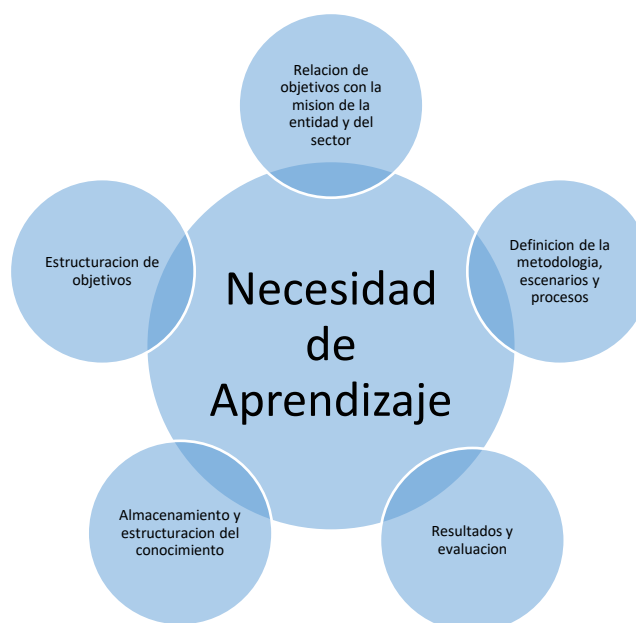 Relacion de
objetivos con la
mision de la
entidad y del
sector
Estructuracion de
objetivos
Definicion de la
metodologia,
escenarios y
procesos
Necesidad
de
Aprendizaje
Almacenamiento y
estructuracion del
conocimiento
Resultados y
evaluacion